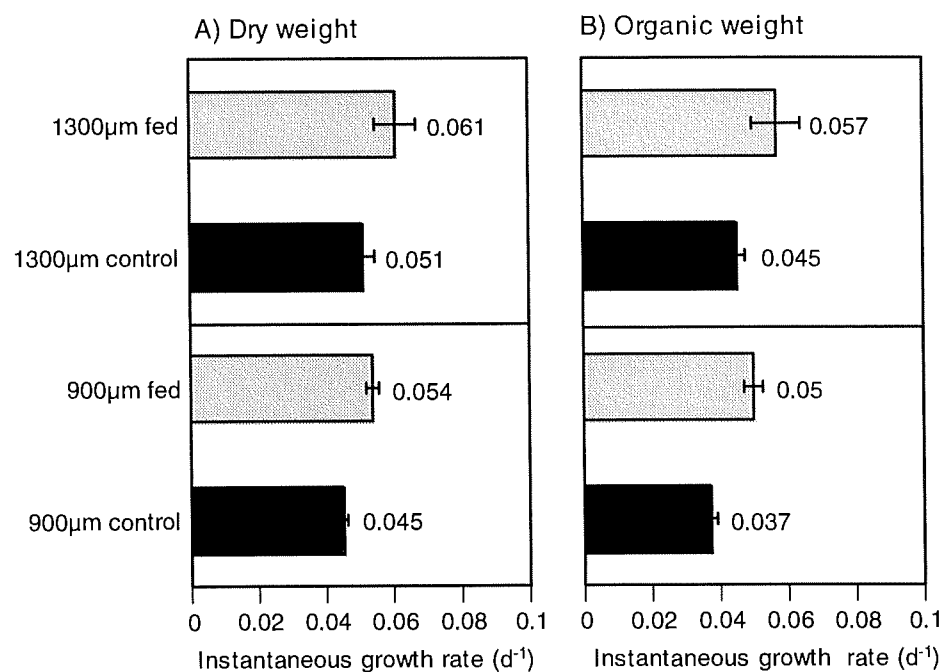 A) Dry weight
B) Organic weight
1300µm fed
0.061
0.057
1300µm control
0.051
0.045
900µm fed
0.054
0.05
900µm control
0.045
0.037
0 0.02 0.04 0.06 0.08 0.1
0 0.02 0.04 0.06 0.08 0.1
Instantaneous growth rate (d⁻¹)
Instantaneous growth rate (d⁻¹)